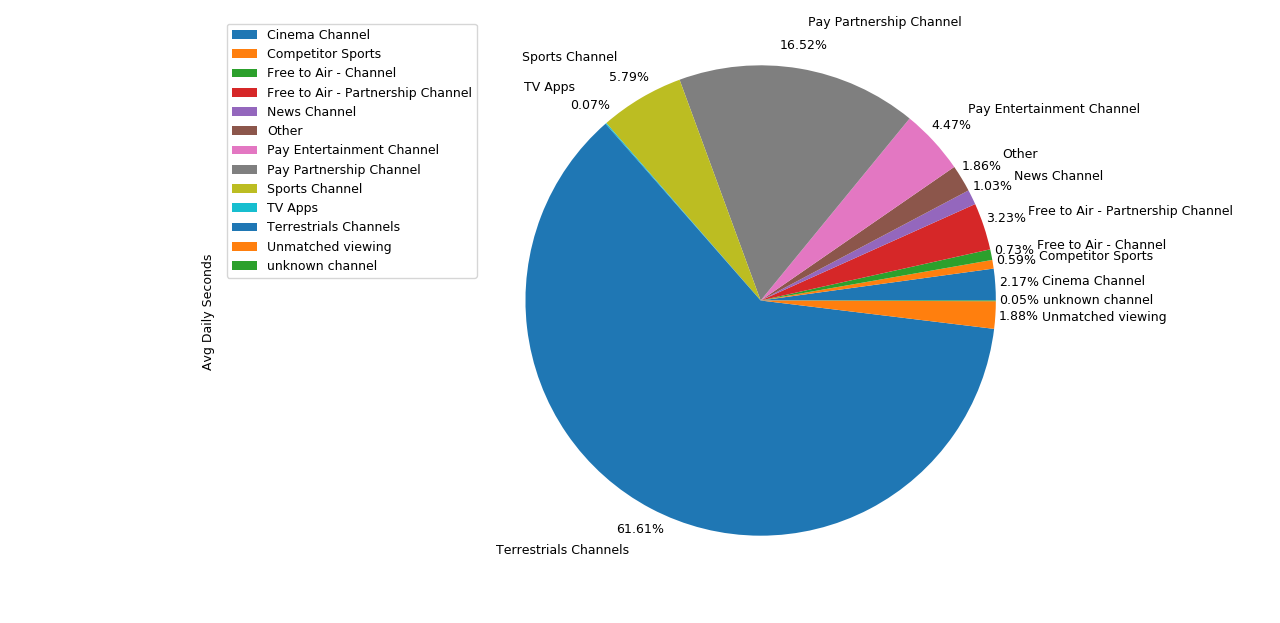 Cinema Channel
Competitor Sports
Free to Air - Channel
Free to Air - Partnership Channel
News Channel
Other
Pay Entertainment Channel
Pay Partnership Channel
Sports Channel
TV Apps
Terrestrials Channels
Unmatched viewing
unknown channel
Avg Daily Seconds
Pay Partnership Channel
16.52%
Sports Channel
5.79%
TV Apps
0.07%
Pay Entertainment Channel
4.47%
Other
1.86%
News Channel
1.03%
Free to Air - Partnership Channel
3.23%
Free to Air - Channel
0.73%
Competitor Sports
0.59%
2.17% Cinema Channel
0.05% unknown channel
1.88% Unmatched viewing
61.61%
Terrestrials Channels